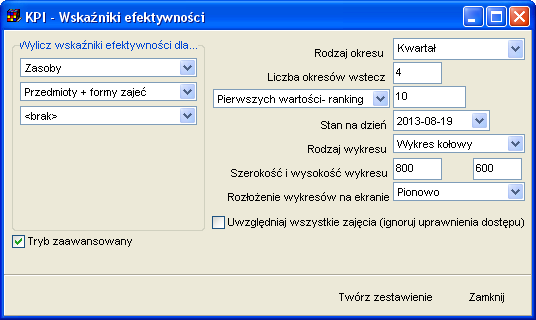 KPI - Wskaźniki efektywności
Wylicz wskaźniki efektywności dla...
Zasoby
Przedmioty + formy zajęć
<brak>
Tryb zaawansowany
Rodzaj okresu Kwartał
Liczba okresów wstecz 4
Pierwszych wartości- ranking 10
Stan na dzień 2013-08-19
Rodzaj wykresu Wykres kołowy
Szerokość i wysokość wykresu 800 600
Rozłożenie wykresów na ekranie Pionowo
Uwzględniaj wszystkie zajęcia (ignoruj uprawnienia dostępu)
Twórz zestawienie Zamknij